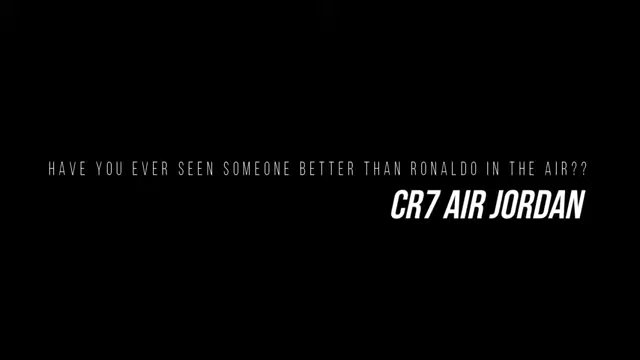 HAVE YOU EVER SEEN SOMEONE BETTER THAN RONALDO IN THE AIR??
CR7 AIR JORDAN